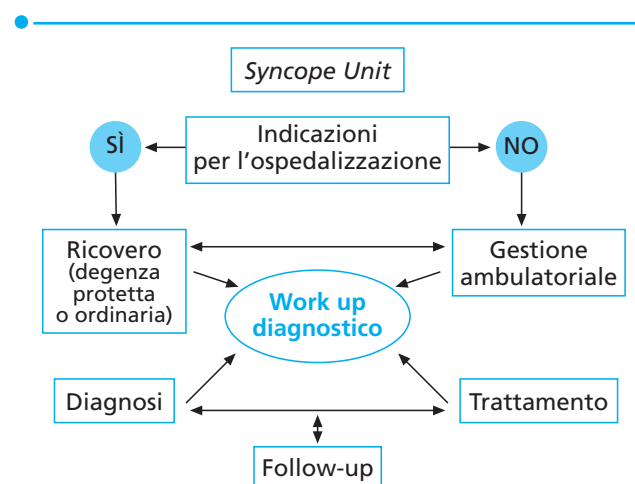 Syncope Unit
SÌ
Indicazioni
per l'ospedalizzazione
NO
Ricovero
(degenza
protetta
o ordinaria)
Gestione
ambulatoriale
Work up
diagnostico
Diagnosi
Trattamento
Follow-up